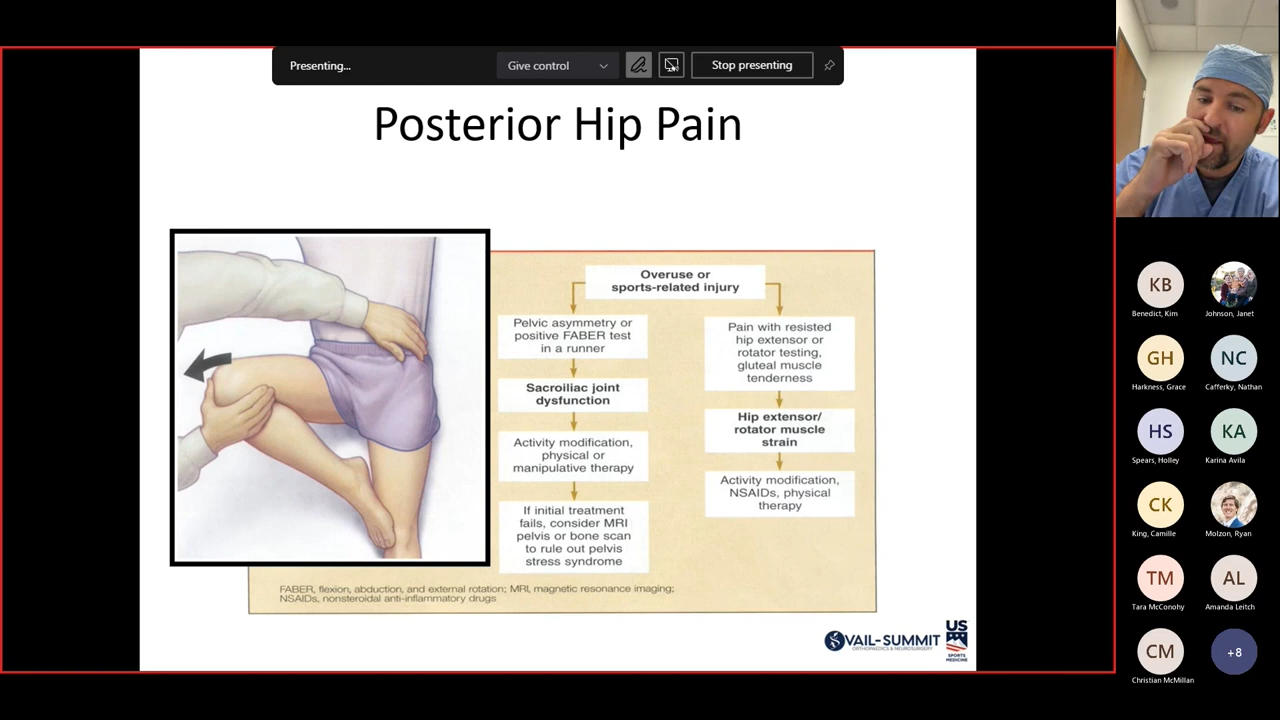 Presenting...
Give control
Stop presenting
Posterior Hip Pain
Overuse or
sports-related injury
Pelvic asymmetry or
positive FABER test
in a runner
Sacroiliac joint
dysfunction
Activity modification,
physical or
manipulative therapy
If initial treatment
fails, consider MRI
pelvis or bone scan
to rule out pelvis
stress syndrome
Pain with resisted
hip extensor or
rotator testing,
gluteal muscle
tenderness
Hip extensor/
rotator muscle
strain
Activity modification,
NSAIDs, physical
therapy
FABER, flexion, abduction, and external rotation; MRI, magnetic resonance imaging;
NSAIDs, nonsteroidal anti-inflammatory drugs
VAIL-SUMMIT
ORTHOPAEDICS & NEUROSURGERY
US
SPORTS
MEDICINE
KB
Benedict, Kim
Johnson, Janet
GH
Harkness, Grace
NC
Cafferky, Nathan
HS
Spears, Holley
KA
Karina Avila
CK
King, Camille
Molzon, Ryan
TM
Tara McConohy
AL
Amanda Leitch
CM
Christian McMillan
+8